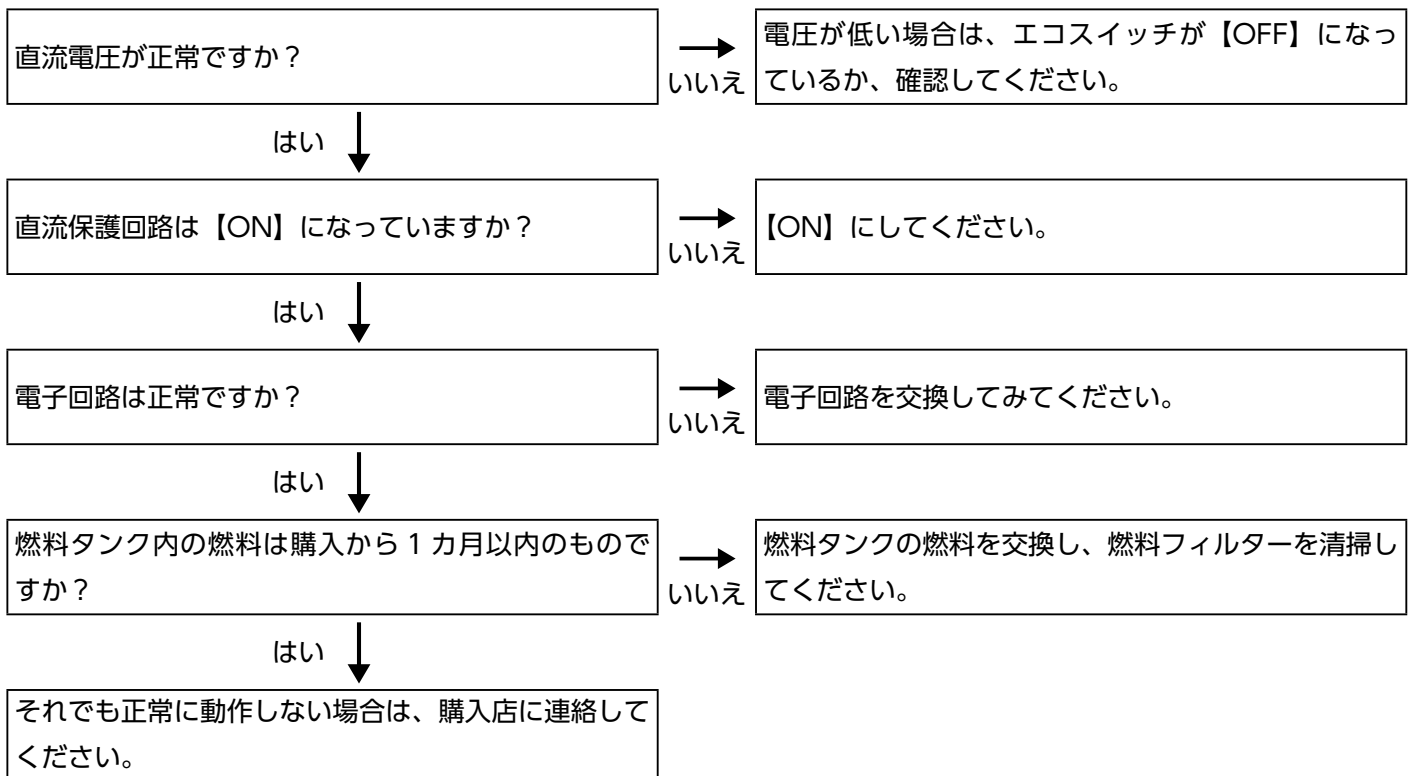 直流電圧が正常ですか？
いいえ
電圧が低い場合は、エコスイッチが【OFF】になっ
ているか、確認してください。
はい
直流保護回路は【ON】になっていますか？
いいえ
【ON】にしてください。
はい
電子回路は正常ですか？
いいえ
電子回路を交換してみてください。
はい
燃料タンク内の燃料は購入から 1 カ月以内のもので
すか？
いいえ
燃料タンクの燃料を交換し、燃料フィルターを清掃し
てください。
はい
それでも正常に動作しない場合は、購入店に連絡して
ください。